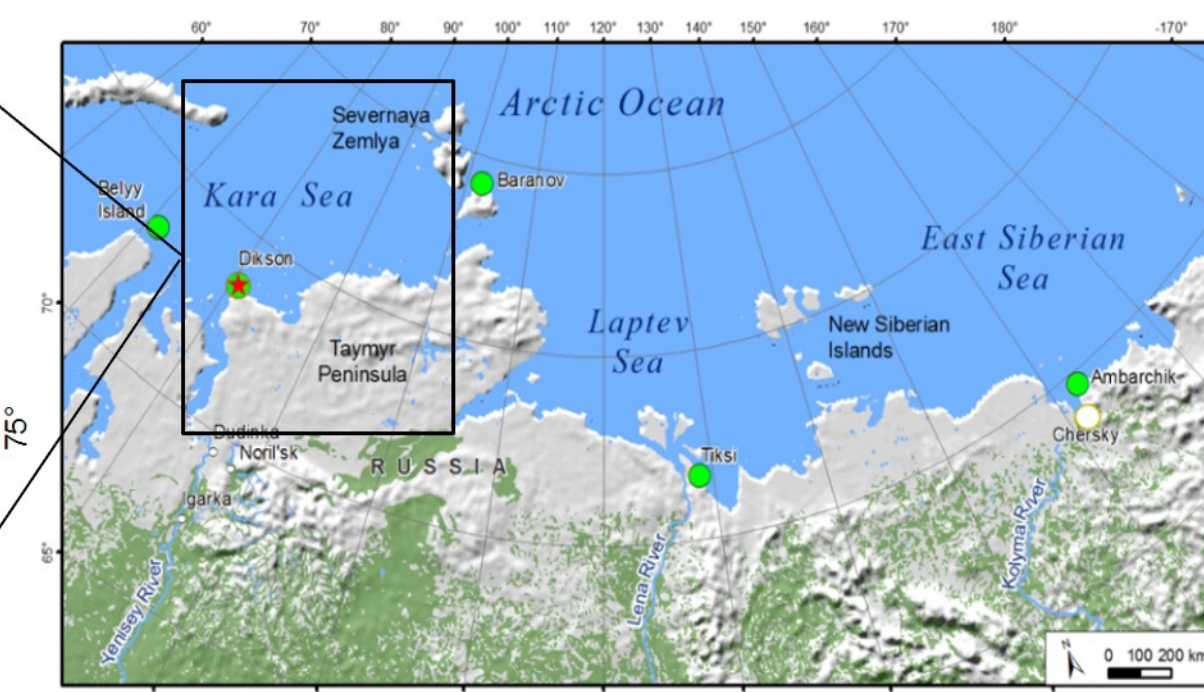 60° 70° 80° 90° 100° 110° 120° 130° 140° 150° 160° 170° 180° -170°
Severnaya
Zemlya
Arctic Ocean
Belyy
Island
Kara Sea
Baranov
Dikson
East Siberian
Sea
70°
Laptev
Sea
New Siberian
Islands
Taymyr
Peninsula
Ambarchik
Chersky
75°
Dudinka
Noril'sk
RUSSIA
Tiksi
Igarka
65°
Yenisey River
Lena River
Kolyma River
N
0 100 200 km